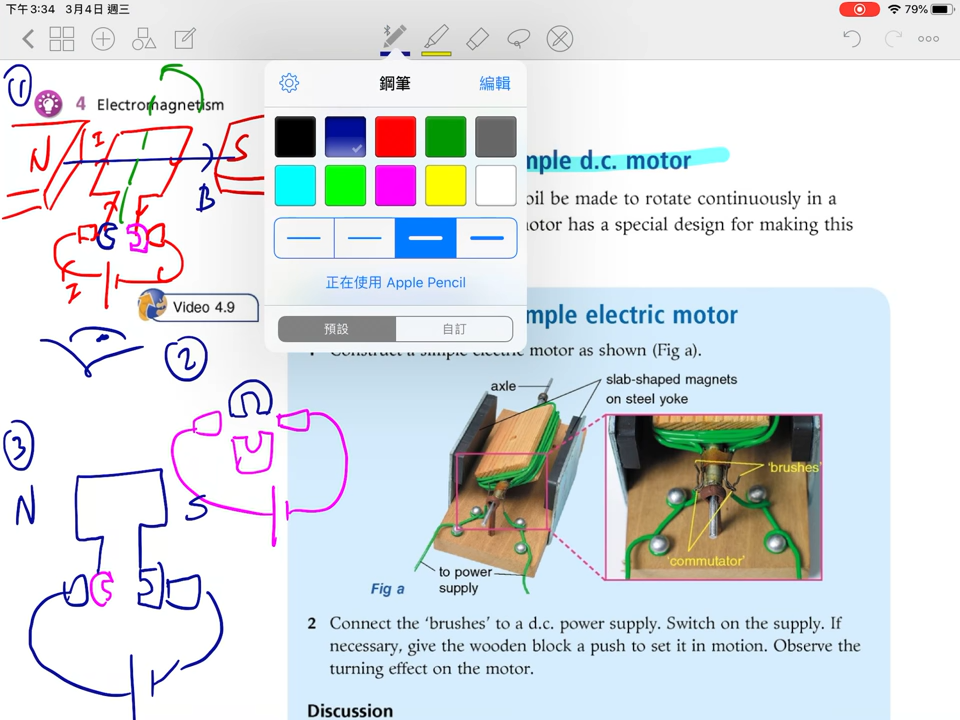 下午3:34 3月4日 週三
79%
鋼筆
編輯
正在使用 Apple Pencil
預設
自訂
①
4 Electromagnetism
N
I
S
B
I
Video 4.9
②
③
N
S
mple d.c. motor
oil be made to rotate continuously in a
otor has a special design for making this
mple electric motor
Construct a simple electric motor as shown (Fig a).
axle
slab-shaped magnets
on steel yoke
'brushes'
'commutator'
to power
supply
Fig a
2 Connect the 'brushes' to a d.c. power supply. Switch on the supply. If
necessary, give the wooden block a push to set it in motion. Observe the
turning effect on the motor.
Discussion